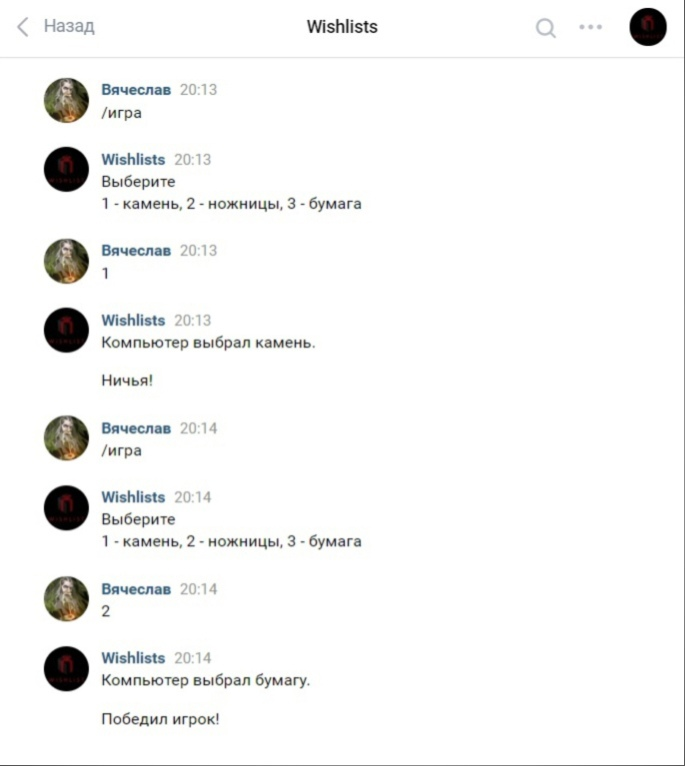 Назад
Wishlists
Вячеслав 20:13
/игра
Wishlists 20:13
Выберите
1 - камень, 2 - ножницы, 3 - бумага
Вячеслав 20:13
1
Wishlists 20:13
Компьютер выбрал камень.
Ничья!
Вячеслав 20:14
/игра
Wishlists 20:14
Выберите
1 - камень, 2 - ножницы, 3 - бумага
Вячеслав 20:14
2
Wishlists 20:14
Компьютер выбрал бумагу.
Победил игрок!